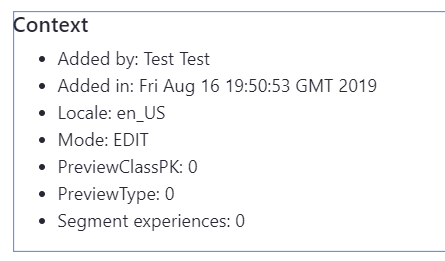 Context
Added by: Test Test
Added in: Fri Aug 16 19:50:53 GMT 2019
Locale: en_US
Mode: EDIT
PreviewClassPK: 0
PreviewType: 0
Segment experiences: 0